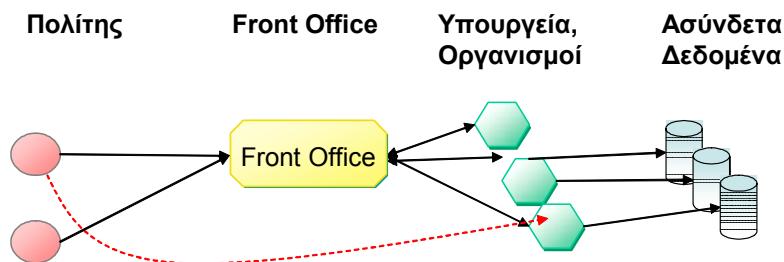 Πολίτης
Front Office
Υπουργεία,
Οργανισμοί
Ασύνδετα
Δεδομένα
Front Office